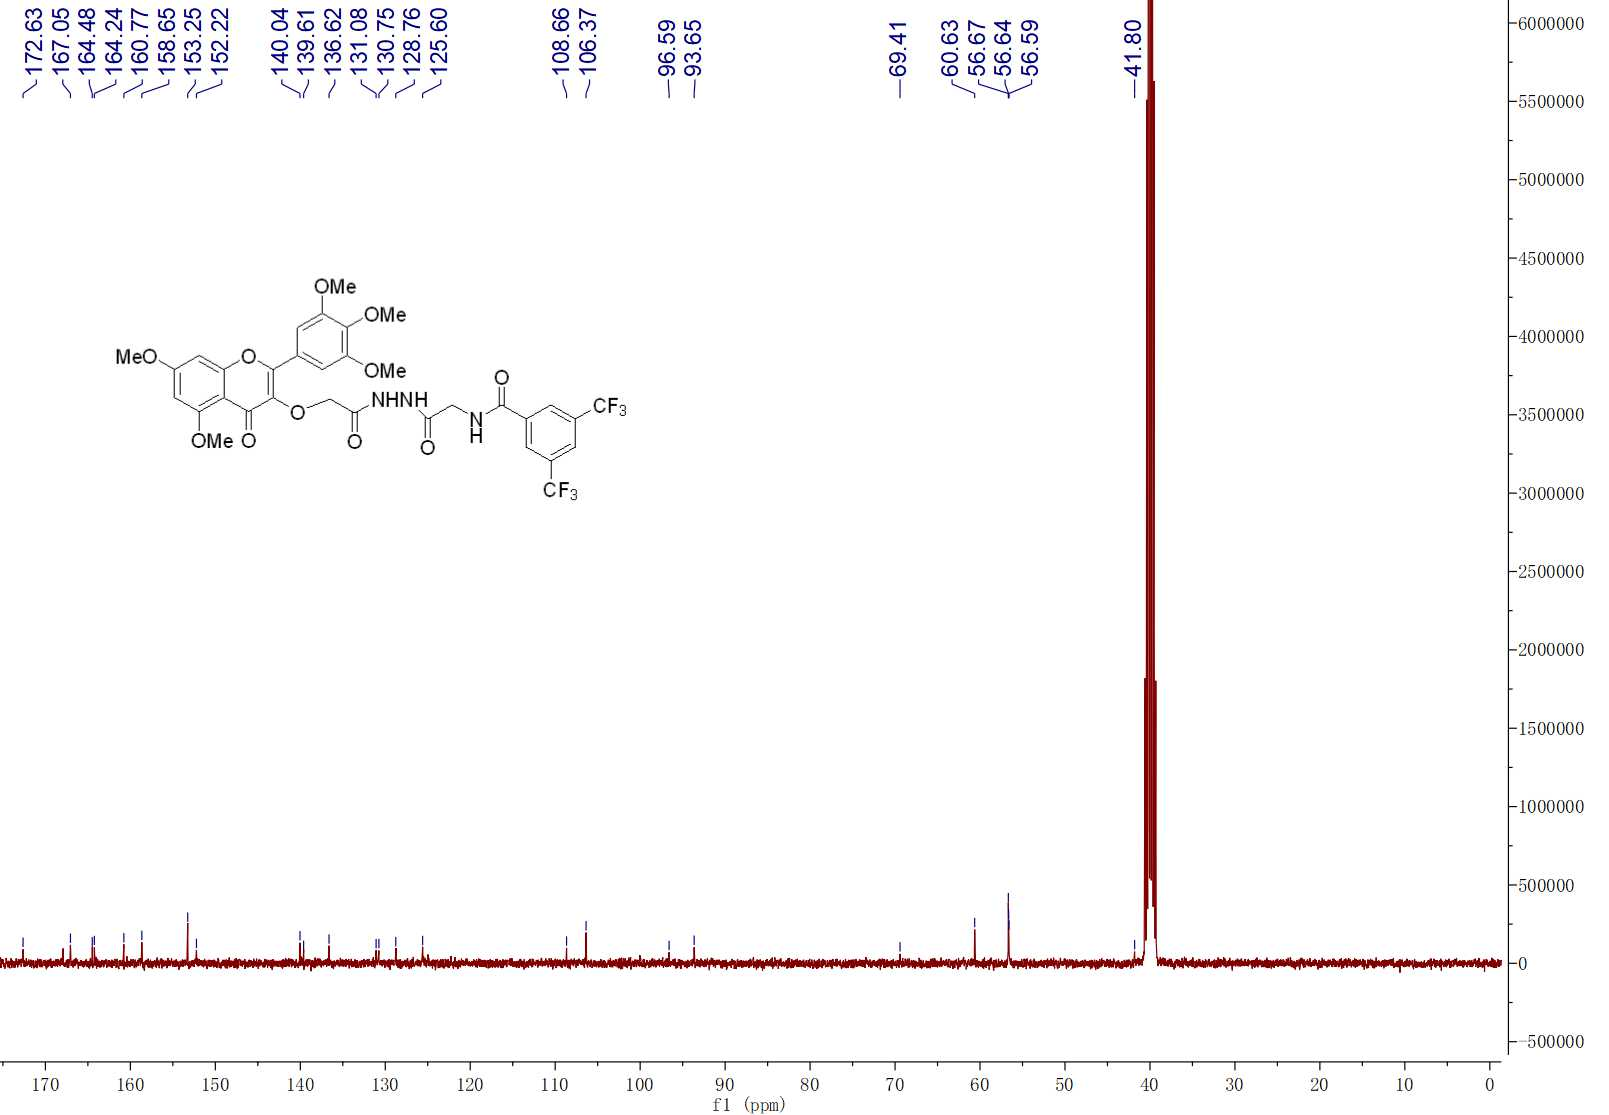 172.63
167.05
164.48
164.24
160.77
158.65
153.25
152.22
140.04
139.61
136.62
131.08
130.75
128.76
125.60
108.66
106.37
96.59
93.65
69.41
60.63
56.67
56.64
56.59
41.80
6000000
5500000
5000000
4500000
4000000
3500000
3000000
2500000
2000000
1500000
1000000
500000
0
-500000
OMe
OMe
MeO
O
OMe
O
NHNH
CF3
O
N
H
OMe
O
O
O
CF3
170 160 150 140 130 120 110 100 90 80 70 60 50 40 30 20 10 0
f1 (ppm)